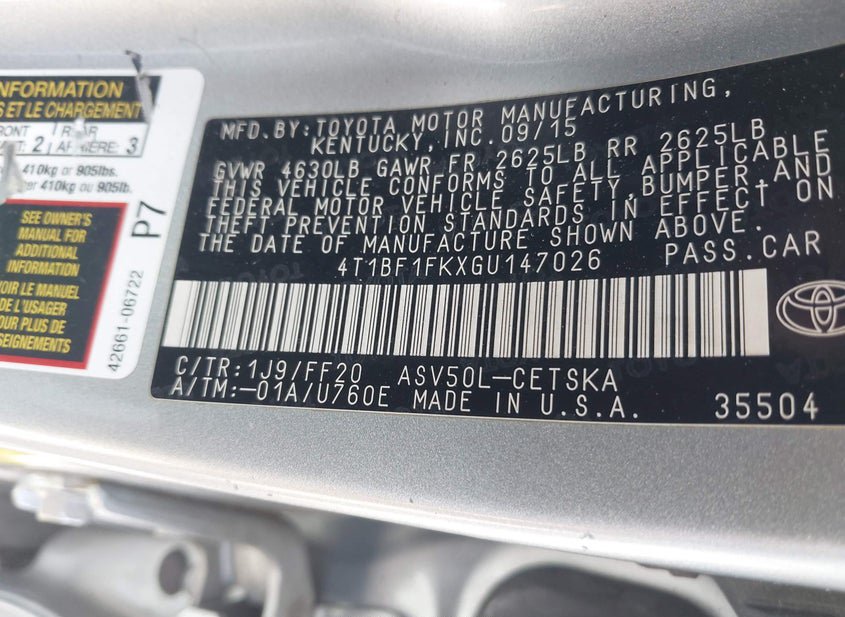 NFORMATION
S ET LE CHARGEMENT
2
ARRIÈRE: 3
410kg or 905lbs.
er 410kg ou 905lb.
SEE OWNER'S
MANUAL FOR
ADDITIONAL
INFORMATION
OIR LE MANUEL
DE L'USAGER
OUR PLUS DE
SEIGNEMENTS
P7
42661-06722
MFD. BY: TOYOTA MOTOR MANUFACTURING,
KENTUCKY, INC. 09/15
GVWR 4630LB GAWR FR 2625LB RR 2625LB
THIS VEHICLE CONFORMS TO ALL APPLICABLE
FEDERAL MOTOR VEHICLE SAFETY, BUMPER AND
THEFT PREVENTION STANDARDS IN EFFECT ON
THE DATE OF MANUFACTURE SHOWN ABOVE.
4T1BF1FKXGU147026 PASS.CAR
C/TR:1J9/FF20 ASV50L-CETSKA
A/TM:-01A/U760E MADE IN U.S.A. 35504